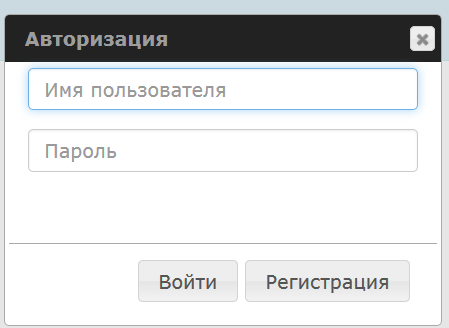 Авторизация
Имя пользователя
Пароль
Войти Регистрация